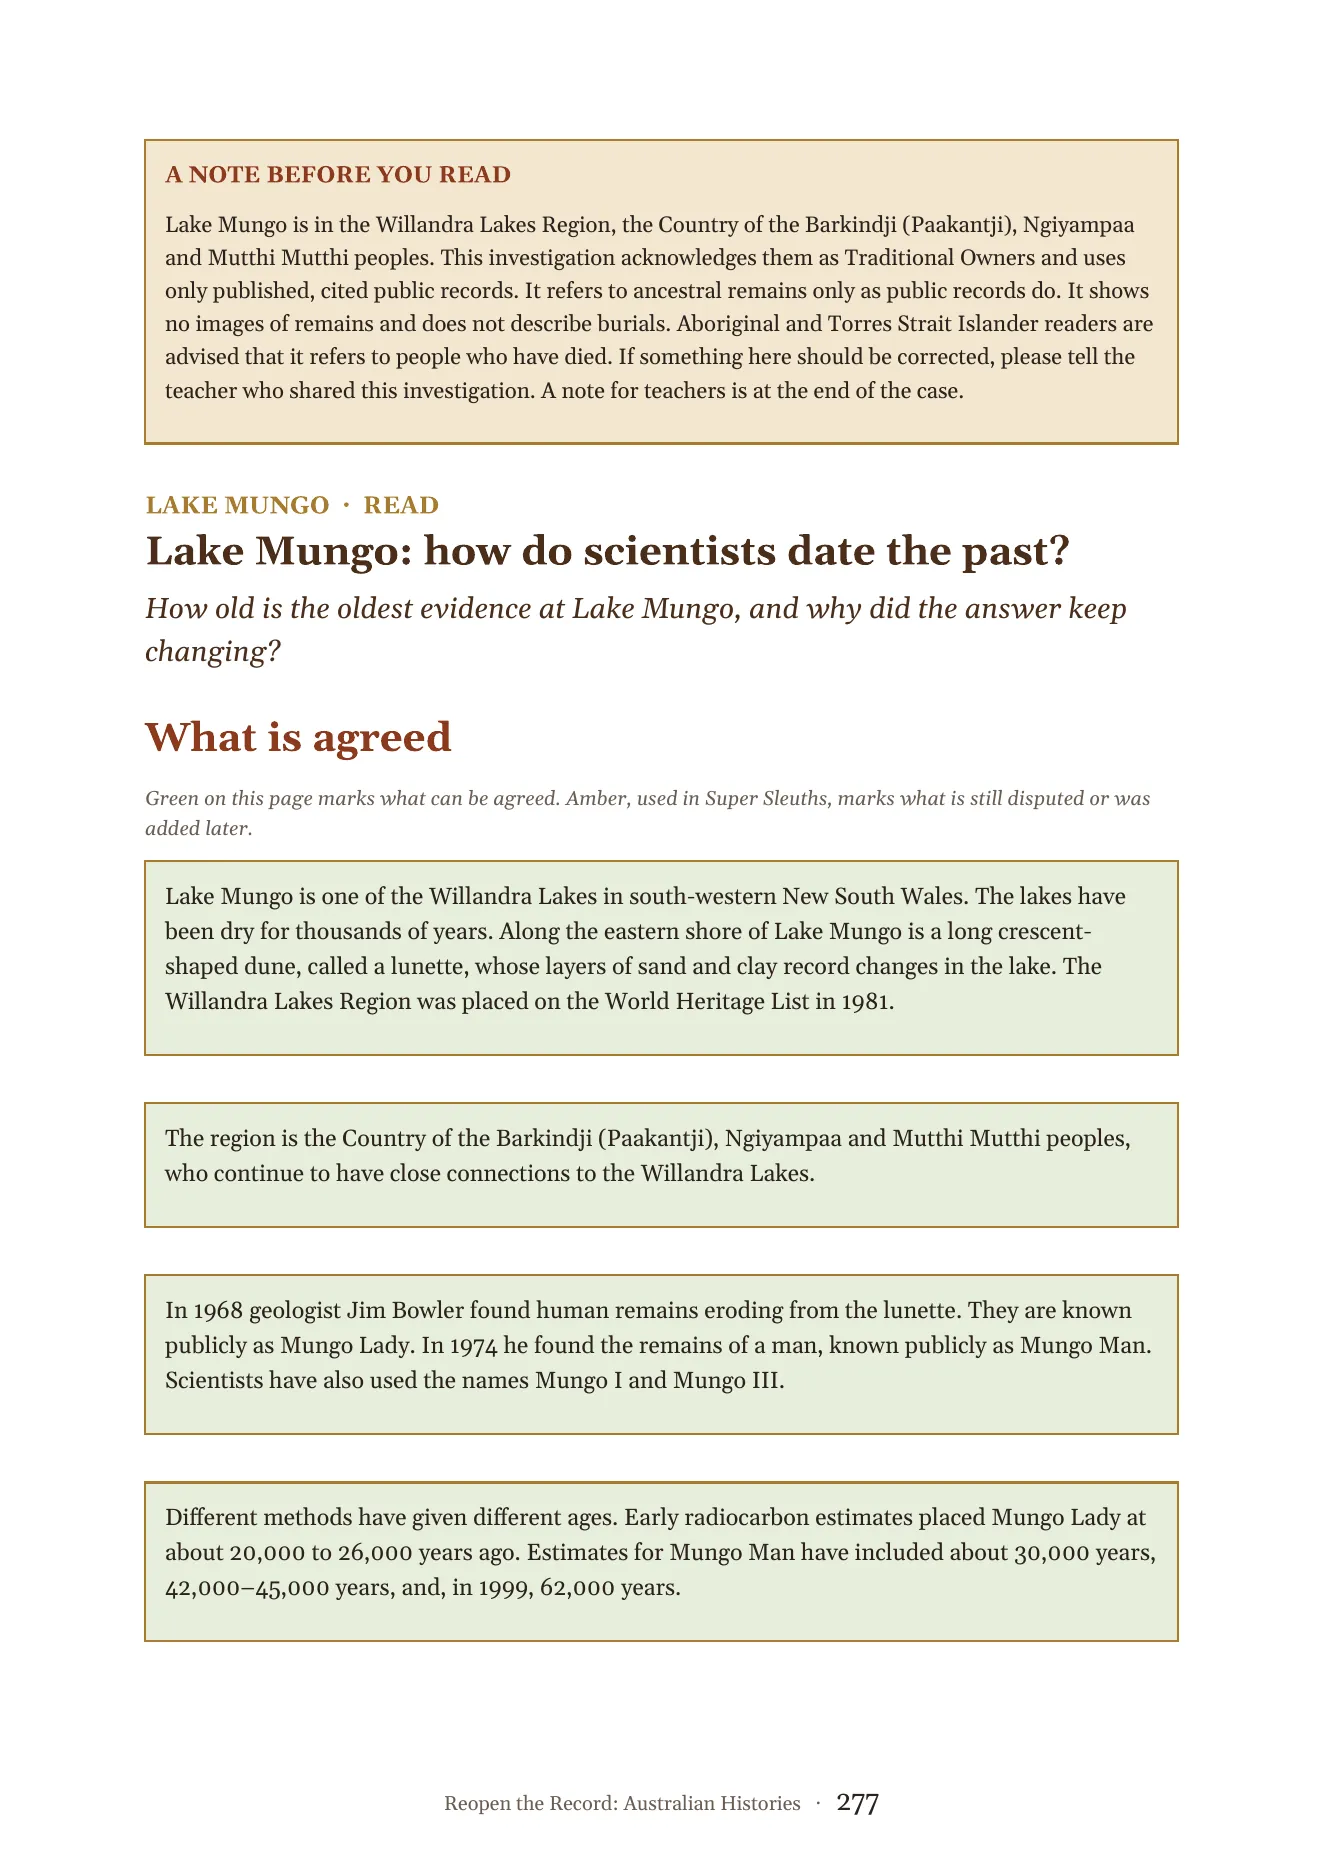 A NOTE BEFORE YOU READ
Lake Mungo is in the Willandra Lakes Region, the Country of the Barkindji (Paakantji), Ngiyampaa
and Mutthi Mutthi peoples. This investigation acknowledges them as Traditional Owners and uses
only published, cited public records. It refers to ancestral remains only as public records do. It shows
no images of remains and does not describe burials. Aboriginal and Torres Strait Islander readers are
advised that it refers to people who have died. If something here should be corrected, please tell the
teacher who shared this investigation. A note for teachers is at the end of the case.
LAKE MUNGO · READ
Lake Mungo: how do scientists date the past?
How old is the oldest evidence at Lake Mungo, and why did the answer keep
changing?
What is agreed
Green on this page marks what can be agreed. Amber, used in Super Sleuths, marks what is still disputed or was
added later.
Lake Mungo is one of the Willandra Lakes in south-western New South Wales. The lakes have
been dry for thousands of years. Along the eastern shore of Lake Mungo is a long crescent-
shaped dune, called a lunette, whose layers of sand and clay record changes in the lake. The
Willandra Lakes Region was placed on the World Heritage List in 1981.
The region is the Country of the Barkindji (Paakantji), Ngiyampaa and Mutthi Mutthi peoples,
who continue to have close connections to the Willandra Lakes.
In 1968 geologist Jim Bowler found human remains eroding from the lunette. They are known
publicly as Mungo Lady. In 1974 he found the remains of a man, known publicly as Mungo Man.
Scientists have also used the names Mungo I and Mungo III.
Different methods have given different ages. Early radiocarbon estimates placed Mungo Lady at
about 20,000 to 26,000 years ago. Estimates for Mungo Man have included about 30,000 years,
42,000–45,000 years, and, in 1999, 62,000 years.
Reopen the Record: Australian Histories · 277